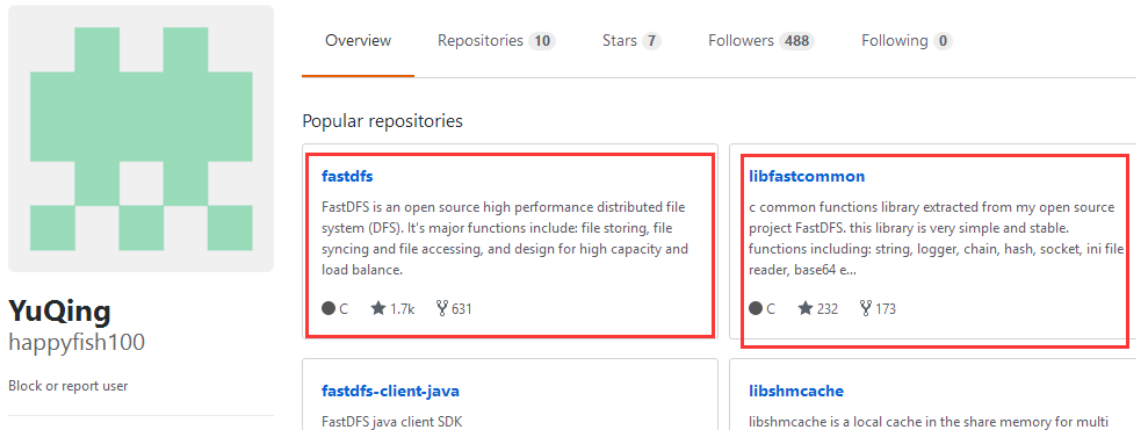 Overview Repositories 10 Stars 7 Followers 488 Following 0
Popular repositories
fastdfs
FastDFS is an open source high performance distributed file
system (DFS). It's major functions include: file storing, file
syncing and file accessing, and design for high capacity and
load balance.
C 1.7k 631
libfastcommon
c common functions library extracted from my open source
project FastDFS. this library is very simple and stable.
functions including: string, logger, chain, hash, socket, ini file
reader, base64 e...
C 232 173
YuQing
happyfish100
Block or report user
fastdfs-client-java
FastDFS java client SDK
libshmcache
libshmcache is a local cache in the share memory for multi